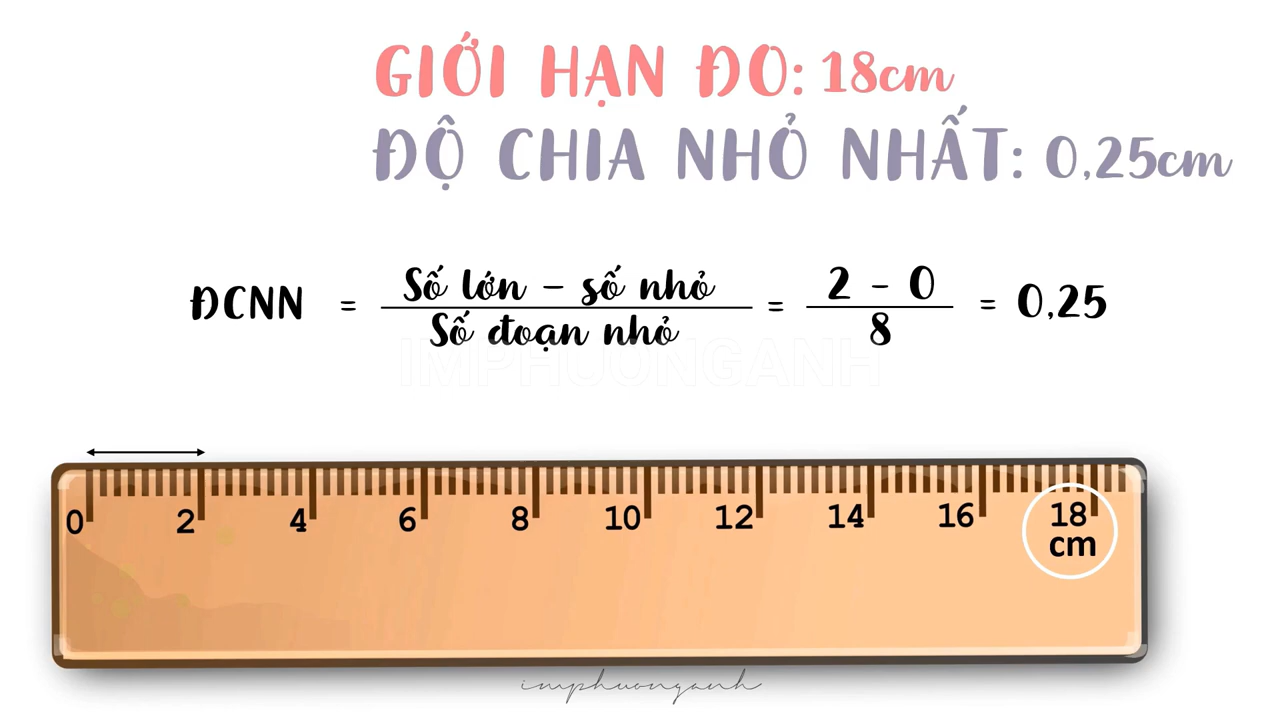 GIỚI HẠN ĐO: 18cm
ĐỘ CHIA NHỎ NHẤT: 0,25cm
ĐCNN = Số lớn - số nhỏ / Số đoạn nhỏ = 2 - 0 / 8 = 0,25
IMPHUONGANH
0 2 4 6 8 10 12 14 16 18
cm
imphuonganh